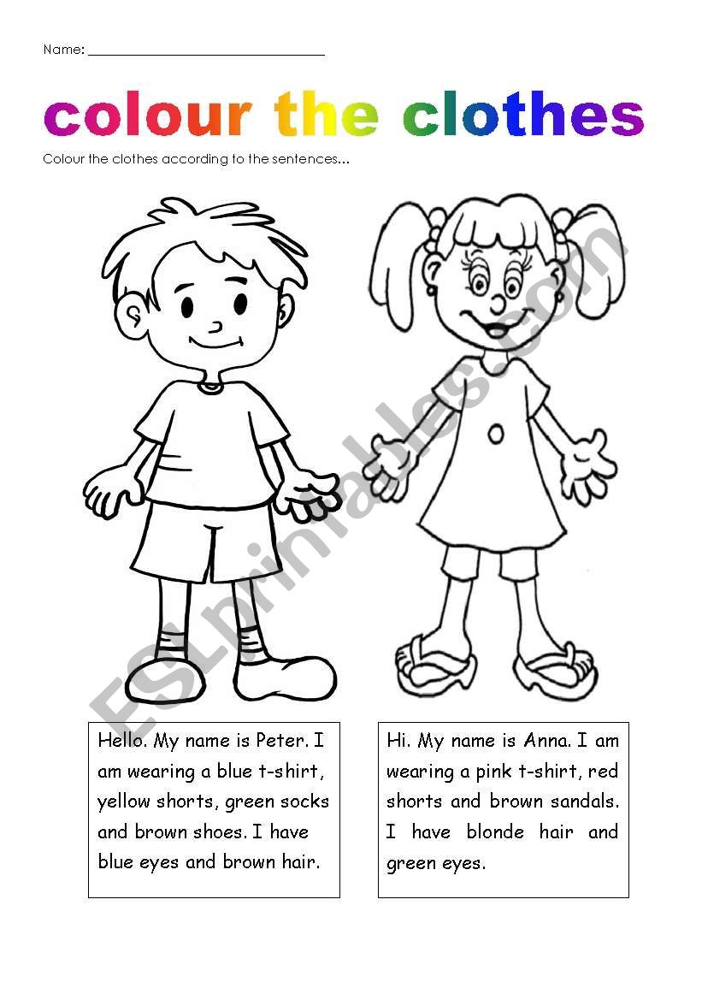 Name: ______________________________
colour the clothes
Colour the clothes according to the sentences...
ESLprintables.com
Hello. My name is Peter. I
am wearing a blue t-shirt,
yellow shorts, green socks
and brown shoes. I have
blue eyes and brown hair.
Hi. My name is Anna. I am
wearing a pink t-shirt, red
shorts and brown sandals.
I have blonde hair and
green eyes.